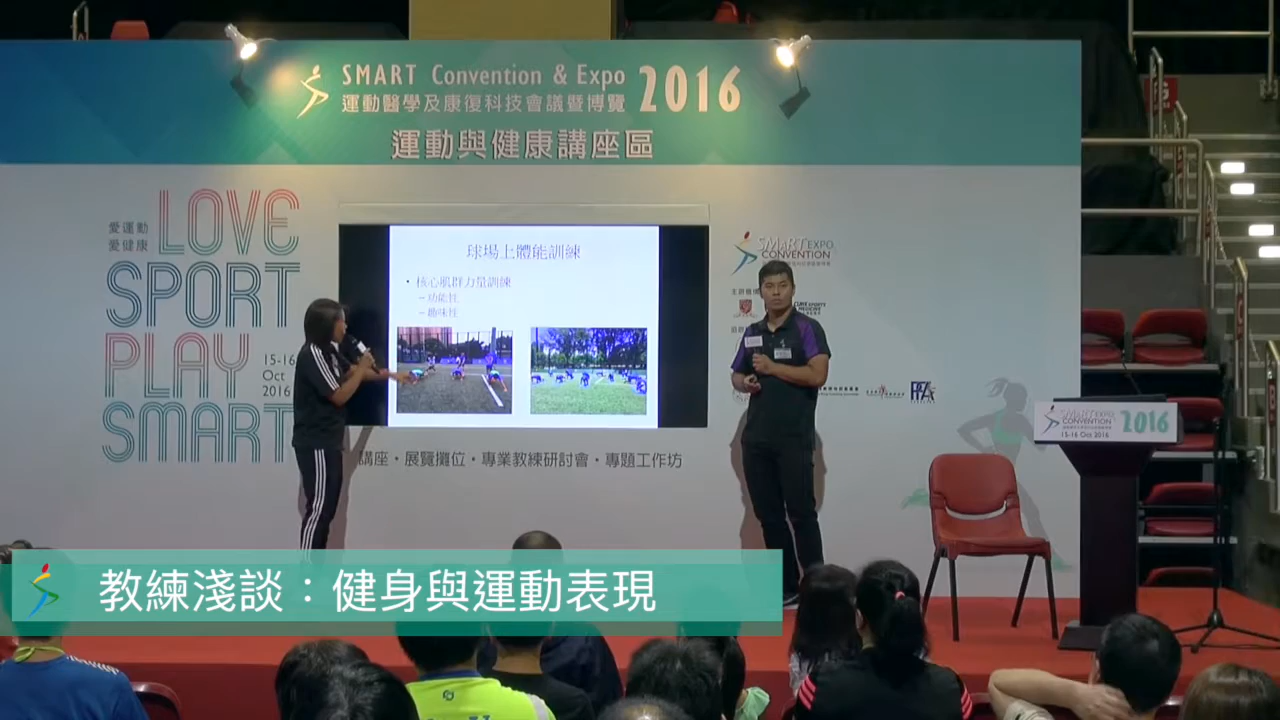 SMART Convention & Expo 2016
運動醫學及康復科技會議暨博覽
運動與健康講座區
愛運動
愛健康
LOVE
SPORT
PLAY
SMART
15-16
Oct
2016
球場上體能訓練
• 核心肌群力量訓練
– 功能性
– 趣味性
SMART EXPO
CONVENTION
講座・展覽攤位・專業教練研討會・專題工作坊
SMART EXPO
CONVENTION
2016
15-16 Oct 2016
教練淺談：健身與運動表現